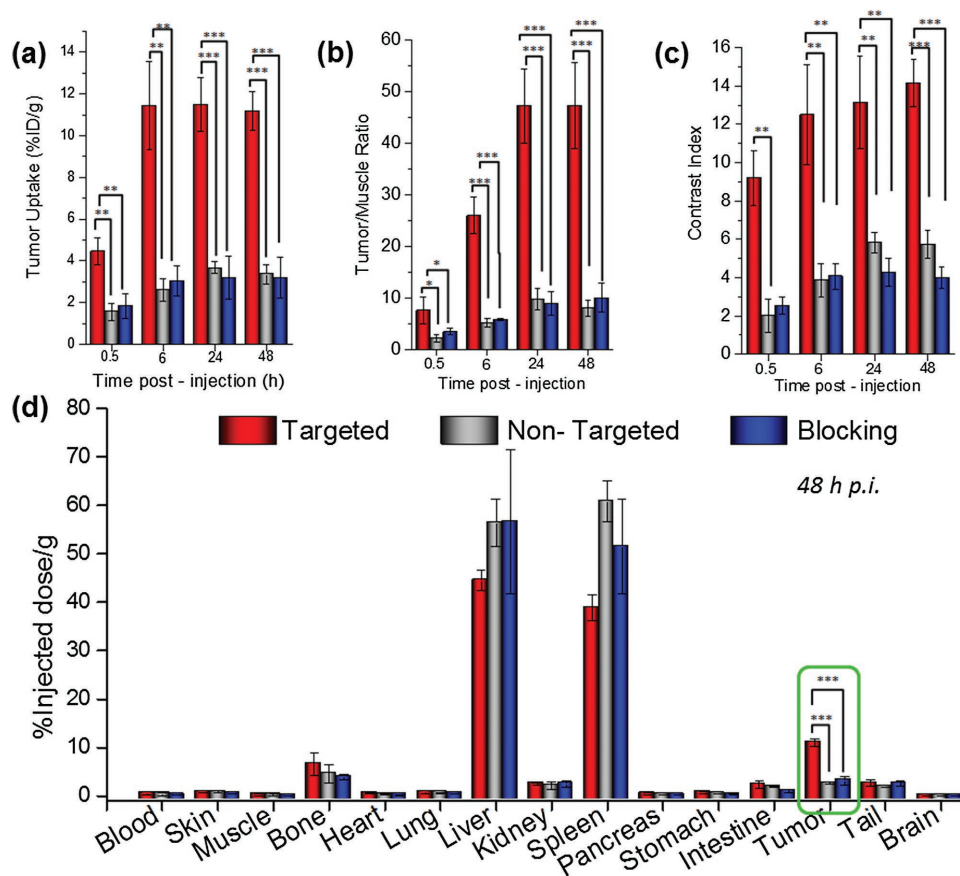 (a)
Tumor Uptake (%ID/g)
14
12
10
8
6
4
2
0
** ** ** ** *** *** *** ***
0.5 6 24 48
Time post - injection (h)
(b)
Tumor/Muscle Ratio
60
50
40
30
20
10
0
* * *** *** *** *** *** ***
0.5 6 24 48
Time post - injection
(c)
Contrast Index
16
14
12
10
8
6
4
2
0
** ** ** ** ** *** ***
0.5 6 24 48
Time post - injection
(d)
%Injected dose/g
80
70
60
50
40
30
20
10
0
Targeted Non- Targeted Blocking
48 h p.i.
***
***
Blood Skin Muscle Bone Heart Lung Liver Kidney Spleen Pancreas Stomach Intestine Tumor Tail Brain